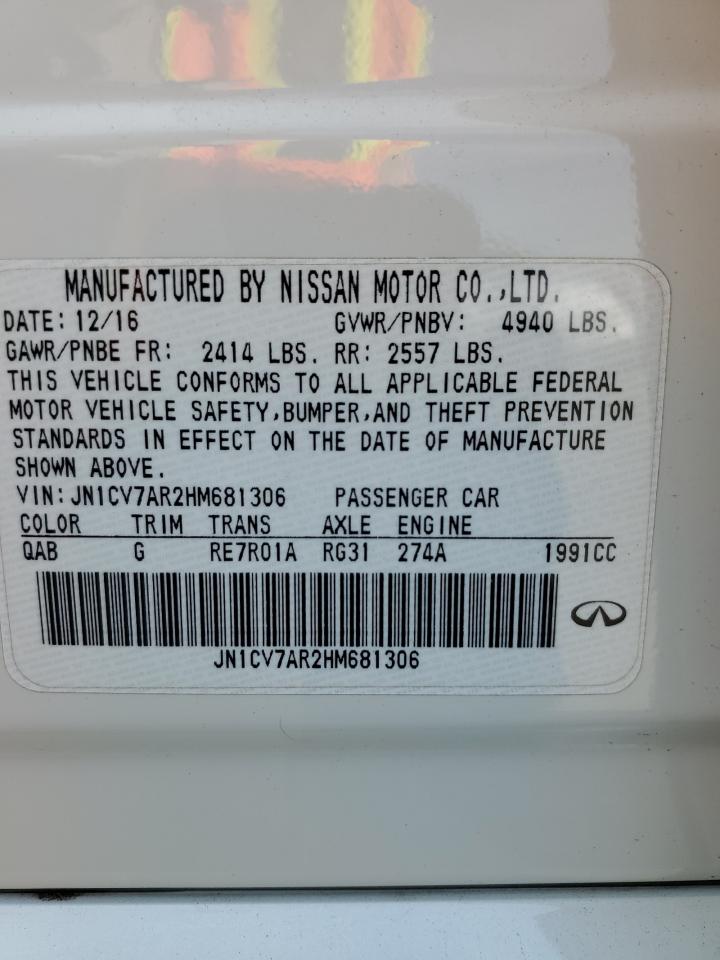 MANUFACTURED BY NISSAN MOTOR CO.,LTD.
DATE: 12/16 GVWR/PNBV: 4940 LBS.
GAWR/PNBE FR: 2414 LBS. RR: 2557 LBS.
THIS VEHICLE CONFORMS TO ALL APPLICABLE FEDERAL
MOTOR VEHICLE SAFETY,BUMPER,AND THEFT PREVENTION
STANDARDS IN EFFECT ON THE DATE OF MANUFACTURE
SHOWN ABOVE.
VIN:JN1CV7AR2HM681306 PASSENGER CAR
COLOR TRIM TRANS AXLE ENGINE
QAB G RE7R01A RG31 274A 1991CC
JN1CV7AR2HM681306